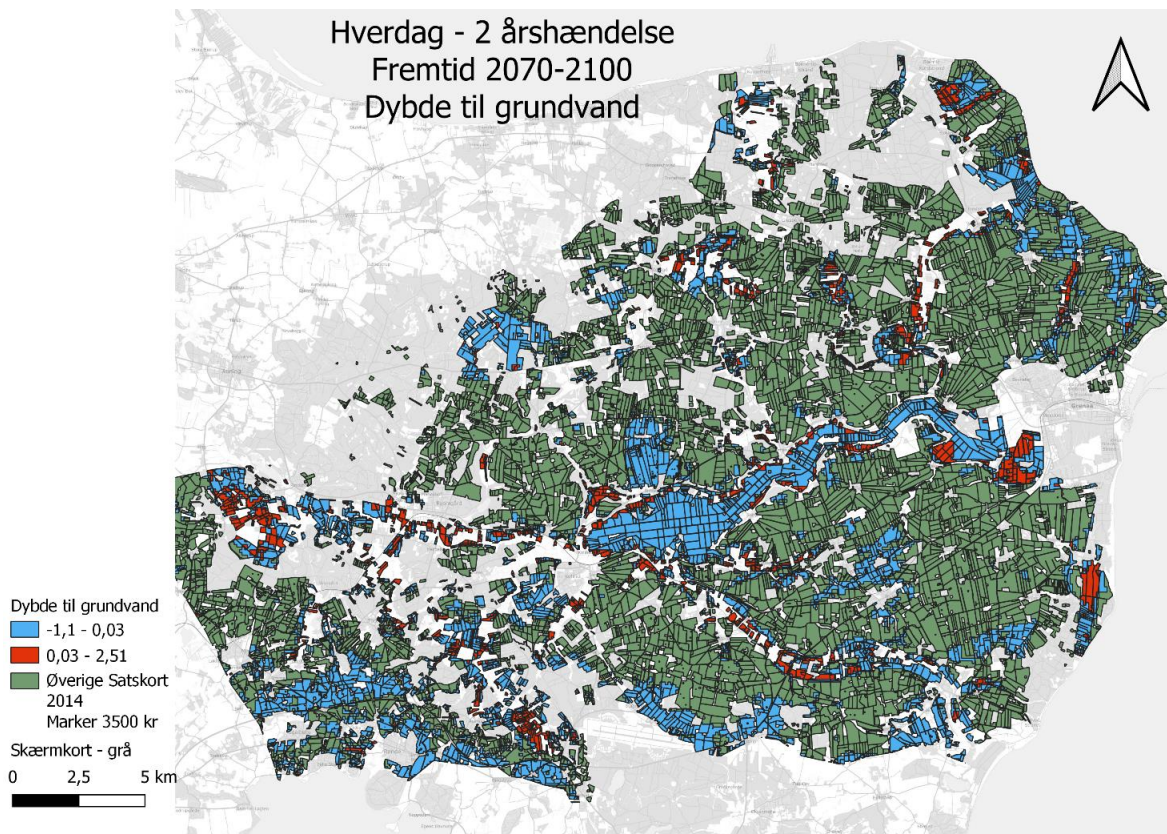 Hverdag - 2 årshændelse
Fremtid 2070-2100
Dybde til grundvand
Dybde til grundvand
-1,1 - 0,03
0,03 - 2,51
Øverige Satskort
2014
Marker 3500 kr
Skærmkort - grå
0 2,5 5 km